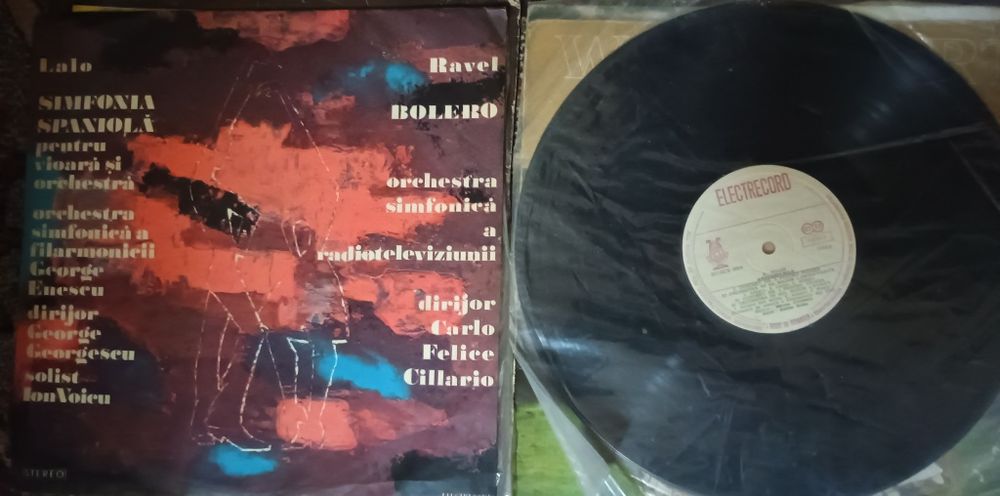 Lalo
SIMFONIA
SPANIOLĂ
pentru
vioară și
orchestră
orchestra
simfonică a
filarmonicii
George
Enescu
dirijor
George
Georgescu
solist
Ion Voicu
STEREO
Ravel
BOLERO
orchestra
simfonică
a
radioteleviziunii
dirijor
Carlo
Felice
Cillario
ELECTRECORD